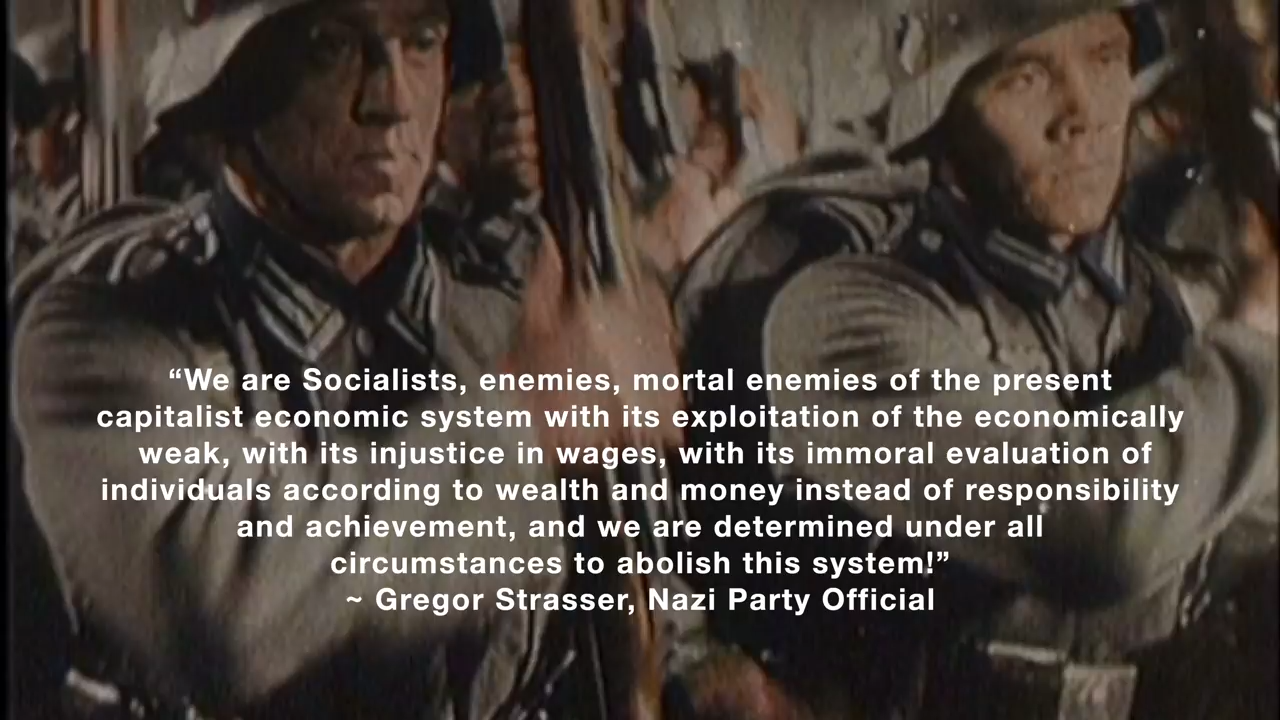 “We are Socialists, enemies, mortal enemies of the present
capitalist economic system with its exploitation of the economically
weak, with its injustice in wages, with its immoral evaluation of
individuals according to wealth and money instead of responsibility
and achievement, and we are determined under all
circumstances to abolish this system!”
~ Gregor Strasser, Nazi Party Official